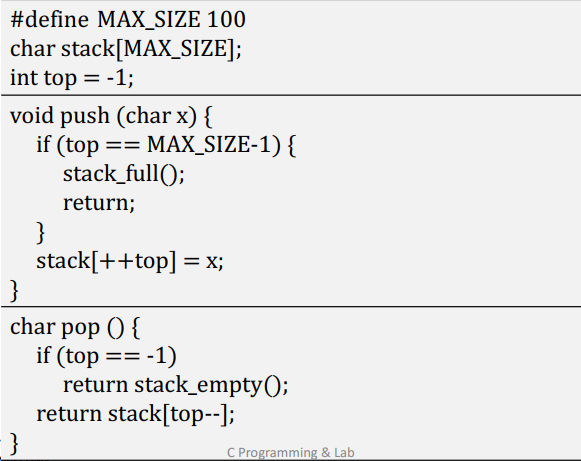 #define MAX_SIZE 100
char stack[MAX_SIZE];
int top = -1;
void push (char x) {
if (top == MAX_SIZE-1) {
stack_full();
return;
}
stack[++top] = x;
}
char pop () {
if (top == -1)
return stack_empty();
return stack[top--];
}
C Programming & Lab